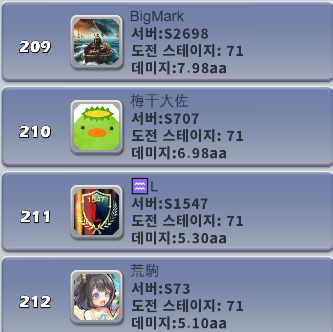 209
BigMark
서버:S2698
도전 스테이지: 71
데미지:7.98aa
210
梅干大佐
서버:S707
도전 스테이지: 71
데미지:6.98aa
211
♒L
1547
서버:S1547
도전 스테이지: 71
데미지:5.30aa
212
荒駒
서버:S73
도전 스테이지: 71
데미지:5.10aa